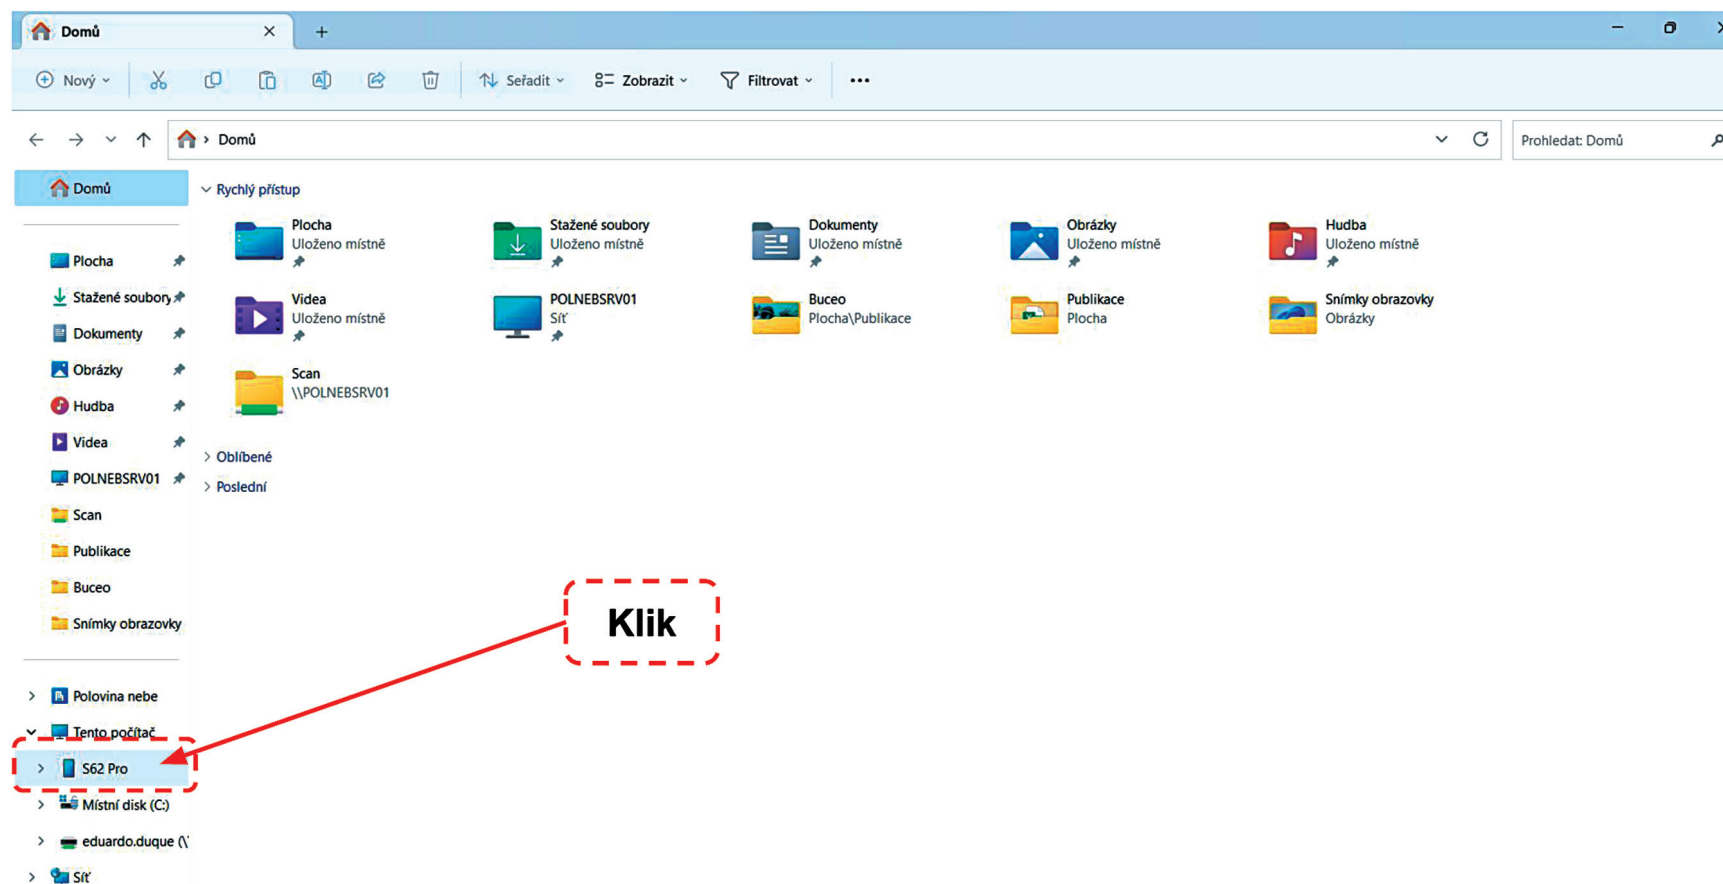 Domů
Nový
Seřadit
Zobrazit
Filtrovat
Domů
Prohledat: Domů
Domů
Plocha
Stažené soubory
Dokumenty
Obrázky
Hudba
Videa
POLNEBSRV01
Scan
Publikace
Buceo
Snímky obrazovky
Polovina nebe
Tento počítač
S62 Pro
Místní disk (C:)
eduardo.duque (\
Síť
Rychlý přístup
Plocha
Uloženo místně
Stažené soubory
Uloženo místně
Dokumenty
Uloženo místně
Obrázky
Uloženo místně
Hudba
Uloženo místně
Videa
Uloženo místně
POLNEBSRV01
Síť
Buceo
Plocha\Publikace
Publikace
Plocha
Snímky obrazovky
Obrázky
Scan
\\POLNEBSRV01
Oblíbené
Poslední
Klik